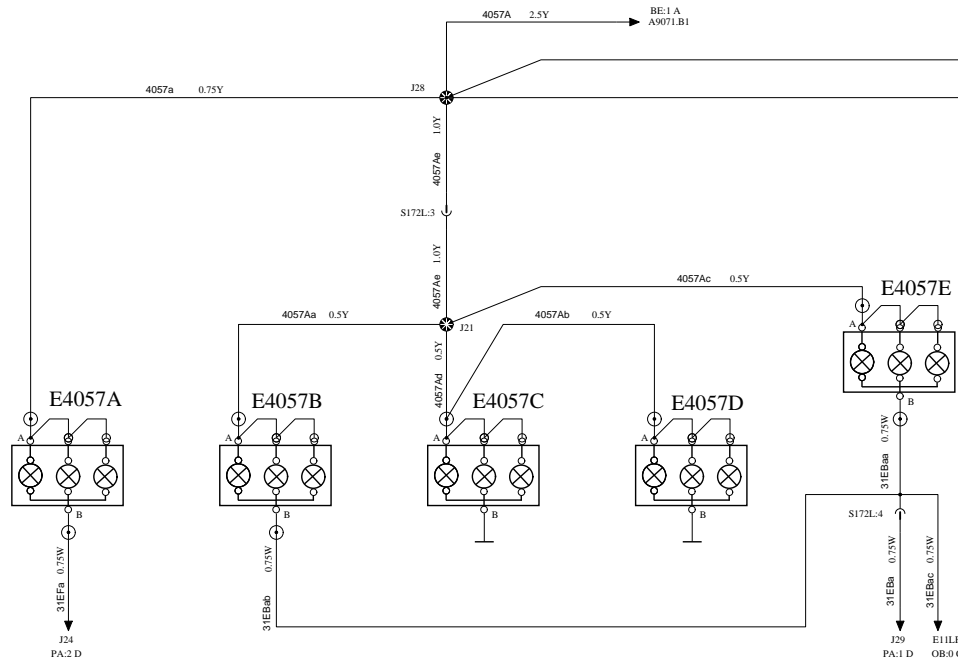 4057A 2.5Y
BE:1 A
A9071.B1
4057a 0.75Y
J28
1.0Y
4057Ae
S172L:3
1.0Y
4057Ae
4057Ac 0.5Y
E4057E
4057Aa 0.5Y
J21
4057Ab 0.5Y
A
0.5Y
4057Ad
E4057A
E4057B
E4057C
E4057D
B
A
A
A
A
0.75W
31EBaa
B
B
B
B
S172L:4
0.75W
31EFa
0.75W
31EBab
0.75W
31EBa
0.75W
31EBac
J24
PA:2 D
J29
PA:1 D
E11LE
OB:0